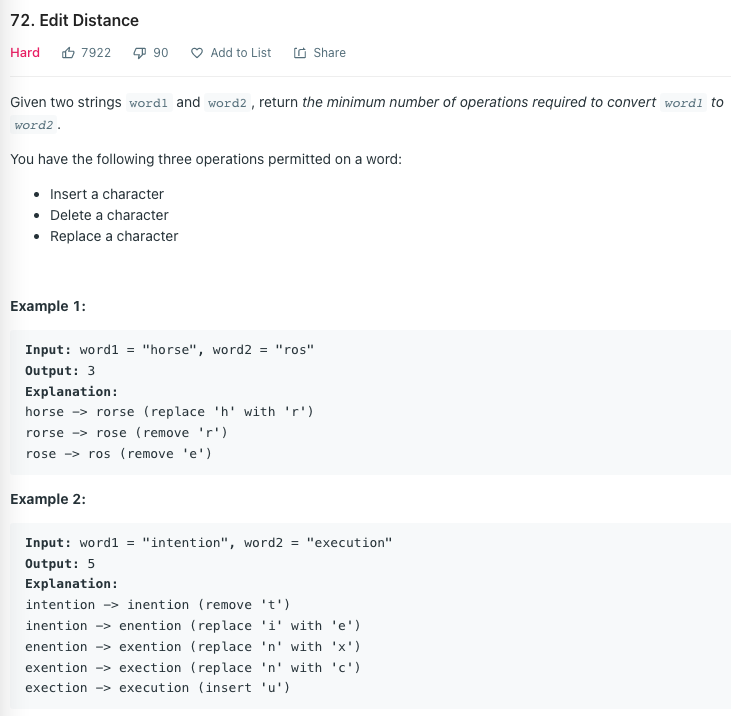 72. Edit Distance
Hard 7922 90 Add to List Share
Given two strings word1 and word2 , return the minimum number of operations required to convert word1 to
word2 .
You have the following three operations permitted on a word:
• Insert a character
• Delete a character
• Replace a character
Example 1:
Input: word1 = "horse", word2 = "ros"
Output: 3
Explanation:
horse -> rorse (replace 'h' with 'r')
rorse -> rose (remove 'r')
rose -> ros (remove 'e')
Example 2:
Input: word1 = "intention", word2 = "execution"
Output: 5
Explanation:
intention -> inention (remove 't')
inention -> enention (replace 'i' with 'e')
enention -> exention (replace 'n' with 'x')
exention -> exection (replace 'n' with 'c')
exection -> execution (insert 'u')